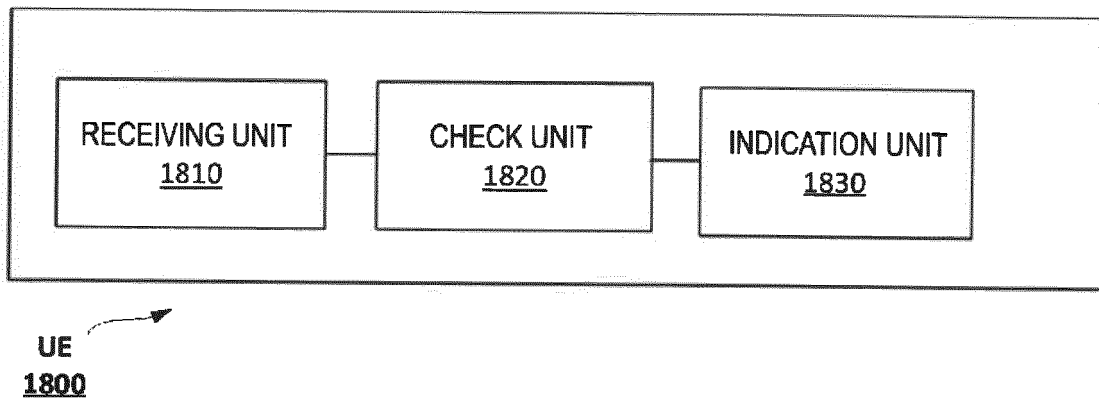 RECEIVING UNIT
1810
CHECK UNIT
1820
INDICATION UNIT
1830
UE
1800